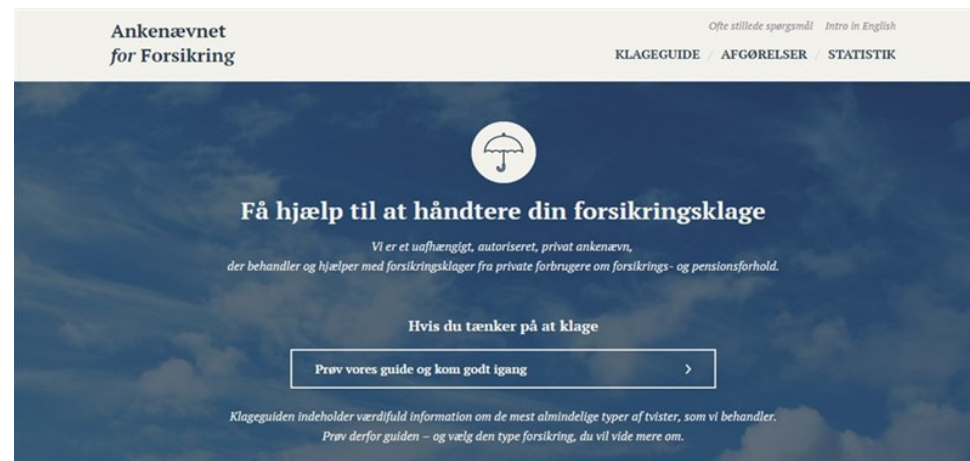 Ankenævnet
for Forsikring
Ofte stillede spørgsmål Intro in English
KLAGEGUIDE / AFGØRELSER / STATISTIK
Få hjælp til at håndtere din forsikringsklage
Vi er et uafhængigt, autoriseret, privat ankenævn,
der behandler og hjælper med forsikringsklager fra private forbrugere om forsikrings- og pensionsforhold.
Hvis du tænker på at klage
Prøv vores guide og kom godt igang
Klageguiden indeholder værdifuld information om de mest almindelige typer af tvister, som vi behandler.
Prøv derfor guiden – og vælg den type forsikring, du vil vide mere om.